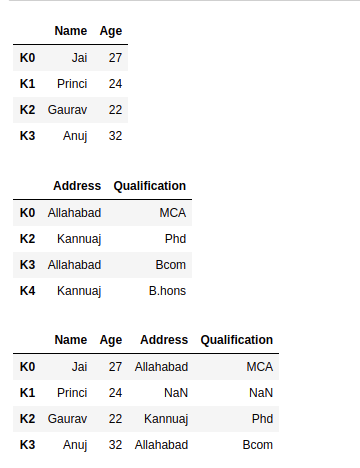 Name Age
K0 Jai 27
K1 Princi 24
K2 Gaurav 22
K3 Anuj 32
Address Qualification
K0 Allahabad MCA
K2 Kannuaj Phd
K3 Allahabad Bcom
K4 Kannuaj B.hons
Name Age Address Qualification
K0 Jai 27 Allahabad MCA
K1 Princi 24 NaN NaN
K2 Gaurav 22 Kannuaj Phd
K3 Anuj 32 Allahabad Bcom